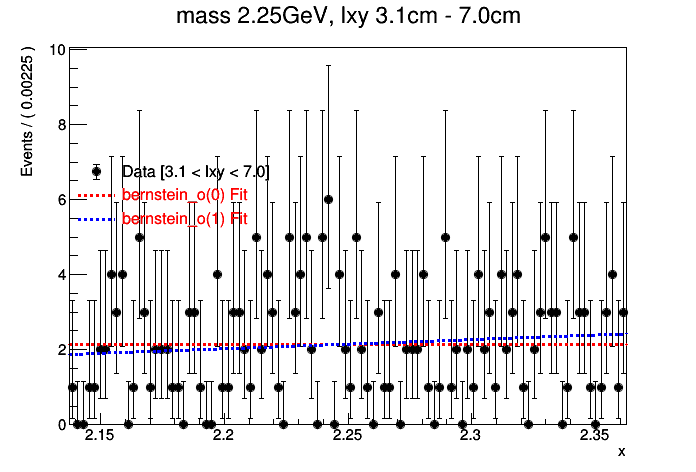 mass 2.25GeV, lxy 3.1cm - 7.0cm
Events / ( 0.00225 )
10
8
6
4
2
0
Data [3.1 < lxy < 7.0]
bernstein_o(0) Fit
bernstein_o(1) Fit
2.15 2.2 2.25 2.3 2.35
x